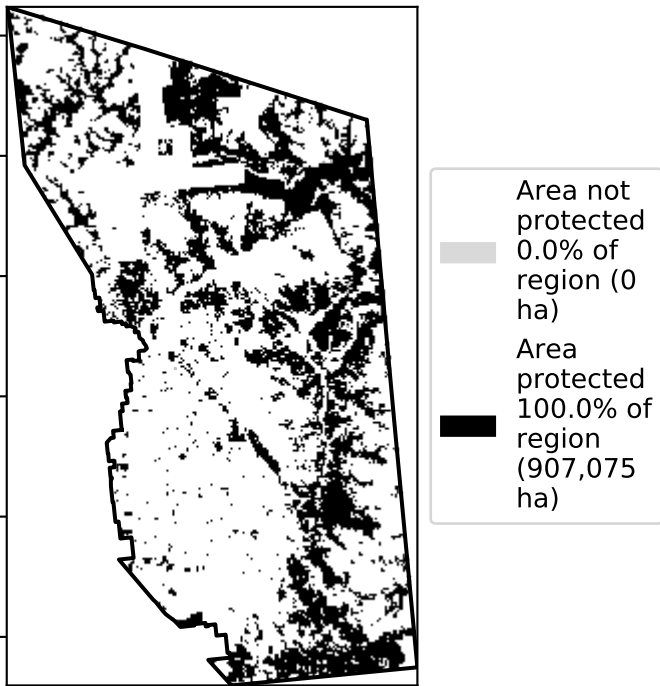 Area not
protected
0.0% of
region (0
ha)
Area
protected
100.0% of
region
(907,075
ha)